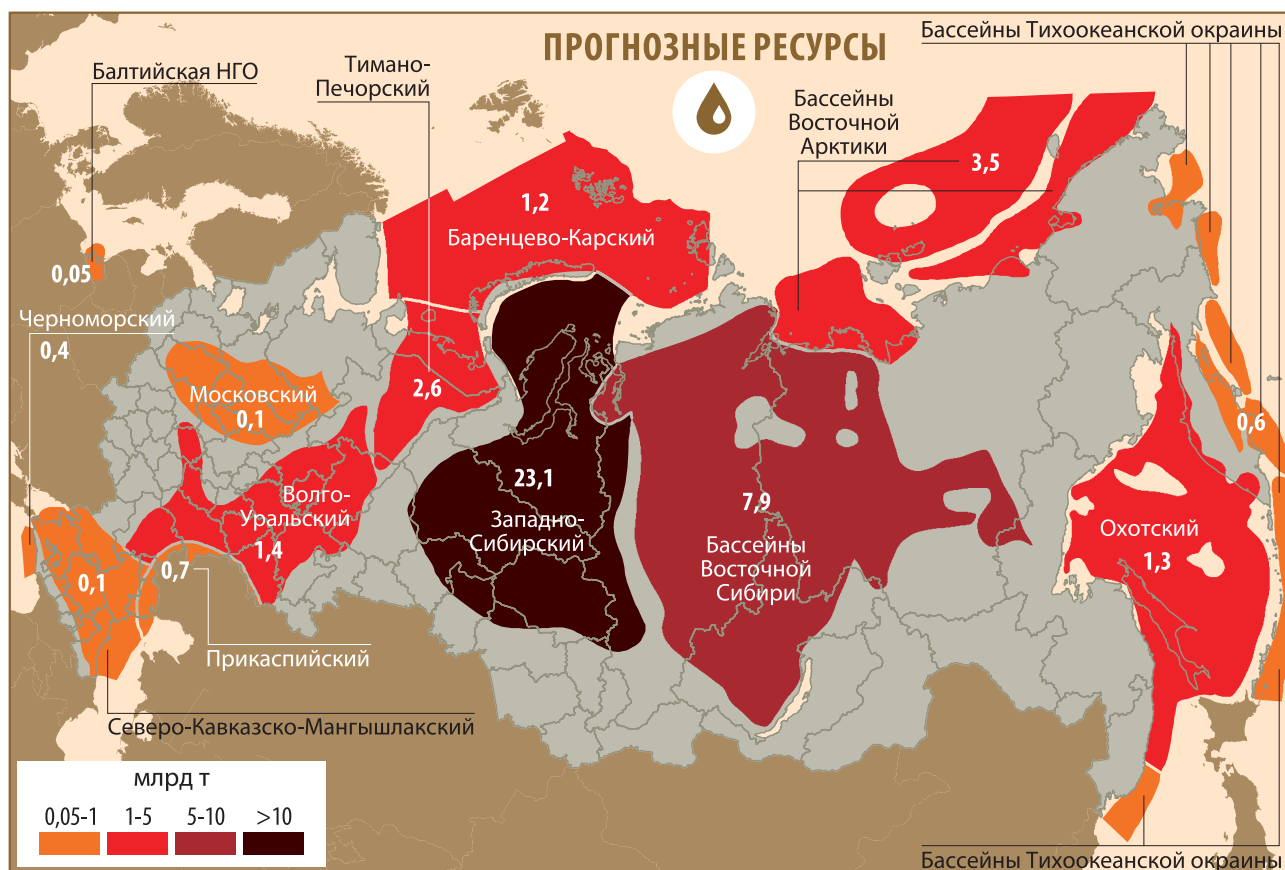 ПРОГНОЗНЫЕ РЕСУРСЫ
Бассейны Тихоокеанской окраины
Балтийская НГО
0,05
Тимано-
Печорский
2,6
Бассейны
Восточной
Арктики
3,5
1,2
Баренцево-Карский
Черноморский
0,4
Московский
0,1
Волго-
Уральский
1,4
23,1
Западно-
Сибирский
7,9
Бассейны
Восточной
Сибири
0,6
Охотский
1,3
0,1
0,7
Прикаспийский
Северо-Кавказско-Мангышлакский
млрд т
0,05-1 1-5 5-10 >10
Бассейны Тихоокеанской окраины